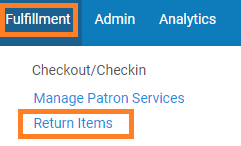 Fulfillment Admin Analytics
Checkout/Checkin
Manage Patron Services
Return Items